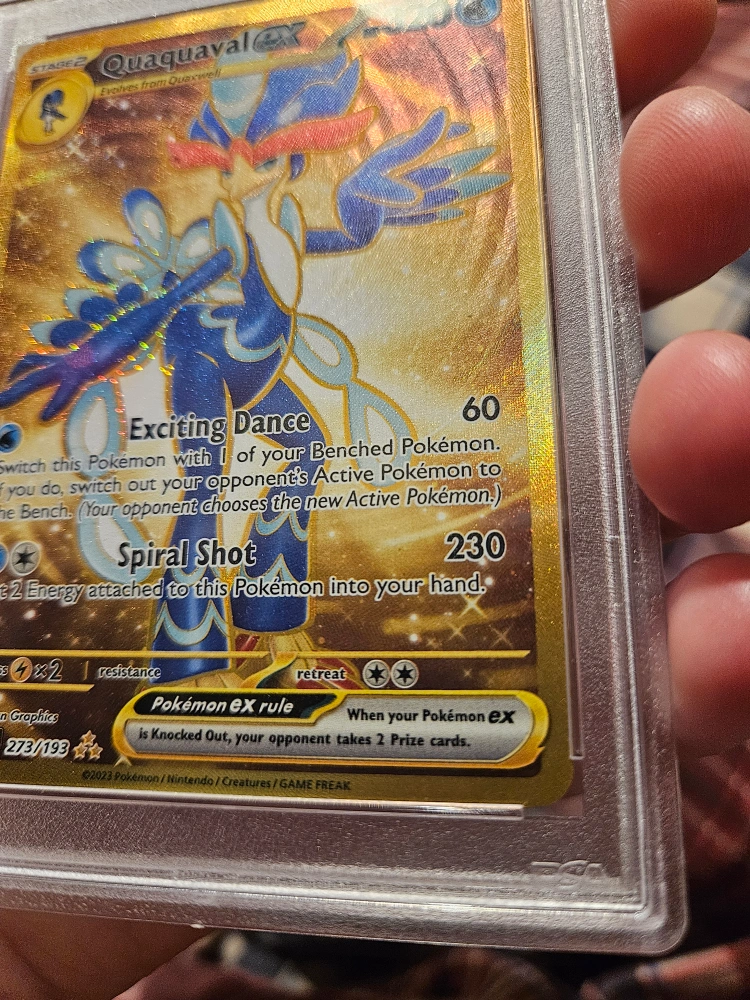 STAGE 2
Quaquaval ex
Evolves from Quaxwell
Exciting Dance 60
Switch this Pokémon with 1 of your Benched Pokémon.
f you do, switch out your opponent's Active Pokémon to
he Bench. (Your opponent chooses the new Active Pokémon.)
Spiral Shot 230
t 2 Energy attached to this Pokémon into your hand.
ss x2 resistance retreat
Pokémon ex rule
When your Pokémon ex
is Knocked Out, your opponent takes 2 Prize cards.
n Graphics
273/193
©2023 Pokémon / Nintendo / Creatures / GAME FREAK
PSA